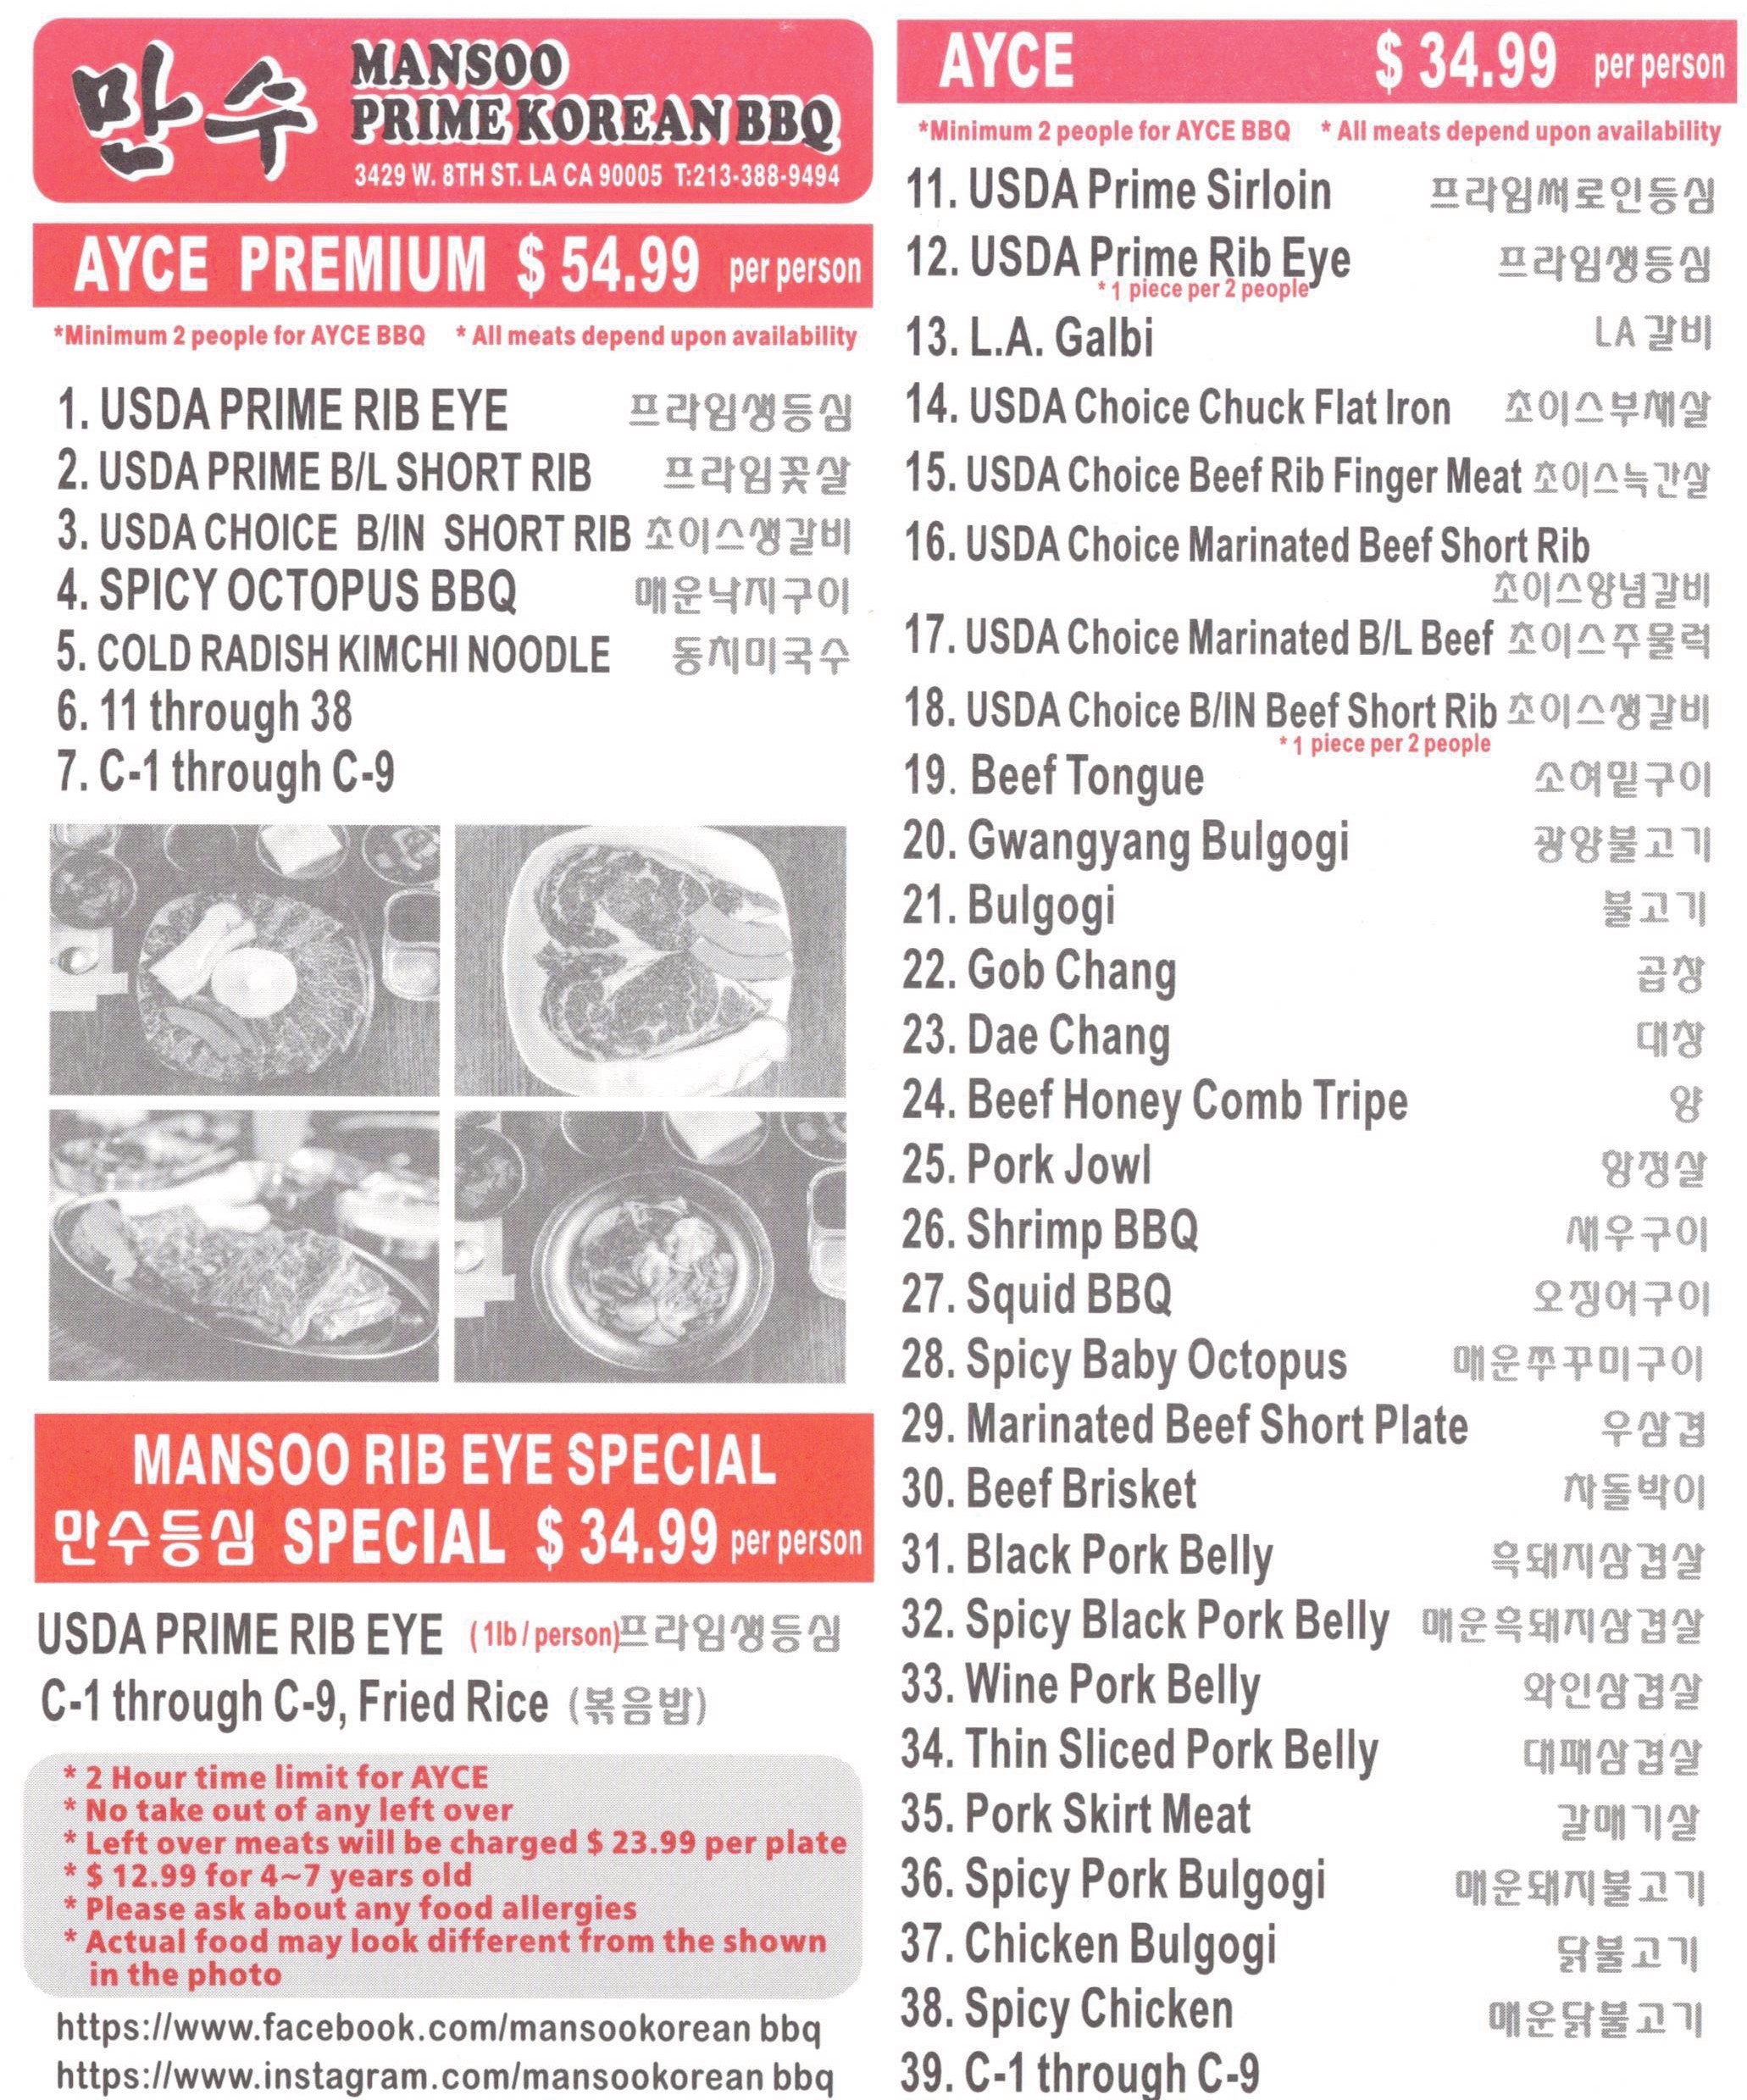 만수
MANSOO
PRIME KOREAN BBQ
3429 W. 8TH ST. LA CA 90005 T:213-388-9494
AYCE PREMIUM $ 54.99 per person
*Minimum 2 people for AYCE BBQ * All meats depend upon availability
1. USDA PRIME RIB EYE 프라임생등심
2. USDA PRIME B/L SHORT RIB 프라임꽃살
3. USDA CHOICE B/IN SHORT RIB 쵸이스생갈비
4. SPICY OCTOPUS BBQ 매운낙지구이
5. COLD RADISH KIMCHI NOODLE 동치미국수
6. 11 through 38
7. C-1 through C-9
MANSOO RIB EYE SPECIAL
만수등심 SPECIAL $ 34.99 per person
USDA PRIME RIB EYE (1lb / person)프라임생등심
C-1 through C-9, Fried Rice (볶음밥)
* 2 Hour time limit for AYCE
* No take out of any left over
* Left over meats will be charged $ 23.99 per plate
* $ 12.99 for 4~7 years old
* Please ask about any food allergies
* Actual food may look different from the shown
in the photo
https://www.facebook.com/mansookorean bbq
https://www.instagram.com/mansookorean bbq
AYCE $ 34.99 per person
*Minimum 2 people for AYCE BBQ * All meats depend upon availability
11. USDA Prime Sirloin 프라임써로인등심
12. USDA Prime Rib Eye 프라임생등심
* 1 piece per 2 people
13. L.A. Galbi LA 갈비
14. USDA Choice Chuck Flat Iron 쵸이스부채살
15. USDA Choice Beef Rib Finger Meat 쵸이스늑간살
16. USDA Choice Marinated Beef Short Rib
쵸이스양념갈비
17. USDA Choice Marinated B/L Beef 쵸이스주물럭
18. USDA Choice B/IN Beef Short Rib 쵸이스생갈비
* 1 piece per 2 people
19. Beef Tongue 소혀밑구이
20. Gwangyang Bulgogi 광양불고기
21. Bulgogi 불고기
22. Gob Chang 곱창
23. Dae Chang 대창
24. Beef Honey Comb Tripe 양
25. Pork Jowl 항정살
26. Shrimp BBQ 새우구이
27. Squid BBQ 오징어구이
28. Spicy Baby Octopus 매운쭈꾸미구이
29. Marinated Beef Short Plate 우삼겹
30. Beef Brisket 차돌박이
31. Black Pork Belly 흑돼지삼겹살
32. Spicy Black Pork Belly 매운흑돼지삼겹살
33. Wine Pork Belly 와인삼겹살
34. Thin Sliced Pork Belly 대패삼겹살
35. Pork Skirt Meat 갈매기살
36. Spicy Pork Bulgogi 매운돼지불고기
37. Chicken Bulgogi 닭불고기
38. Spicy Chicken 매운닭불고기
39. C-1 through C-9